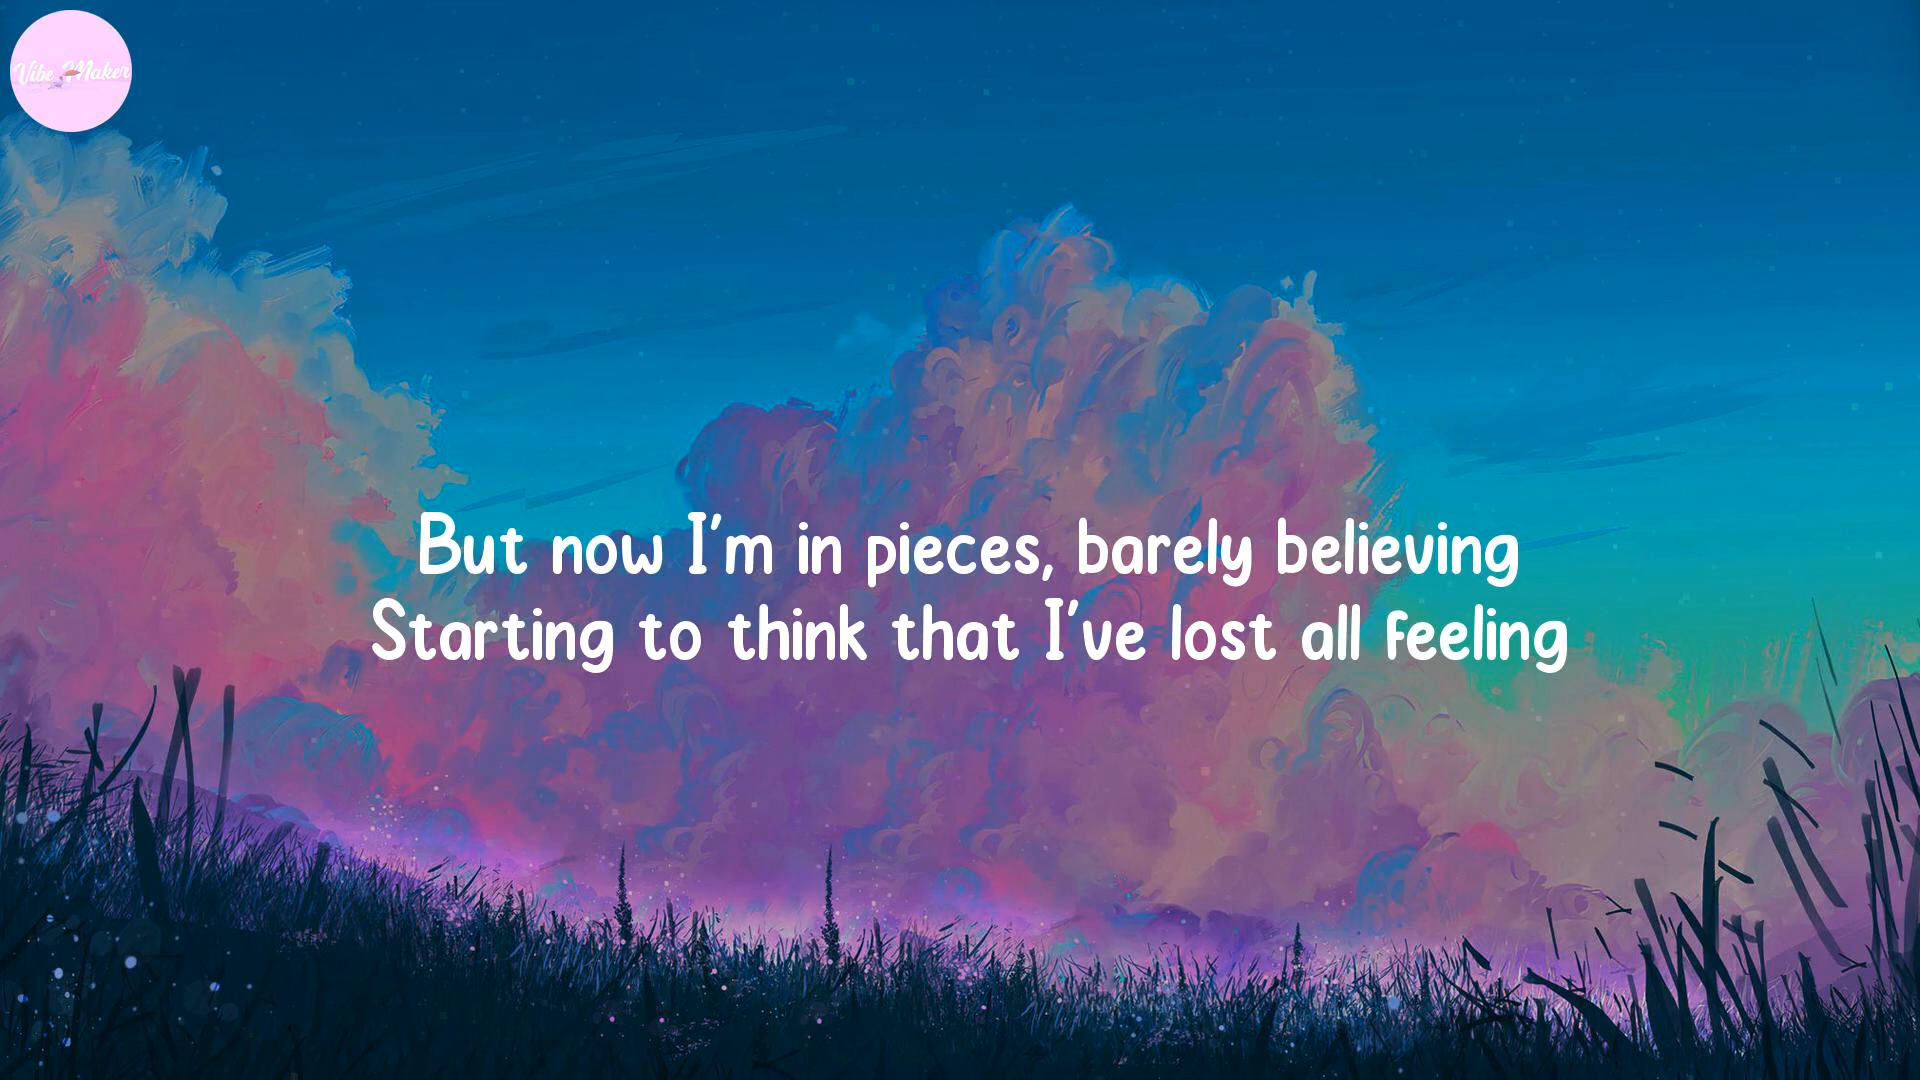 Vibe Maker
But now I'm in pieces, barely believing
Starting to think that I've lost all feeling